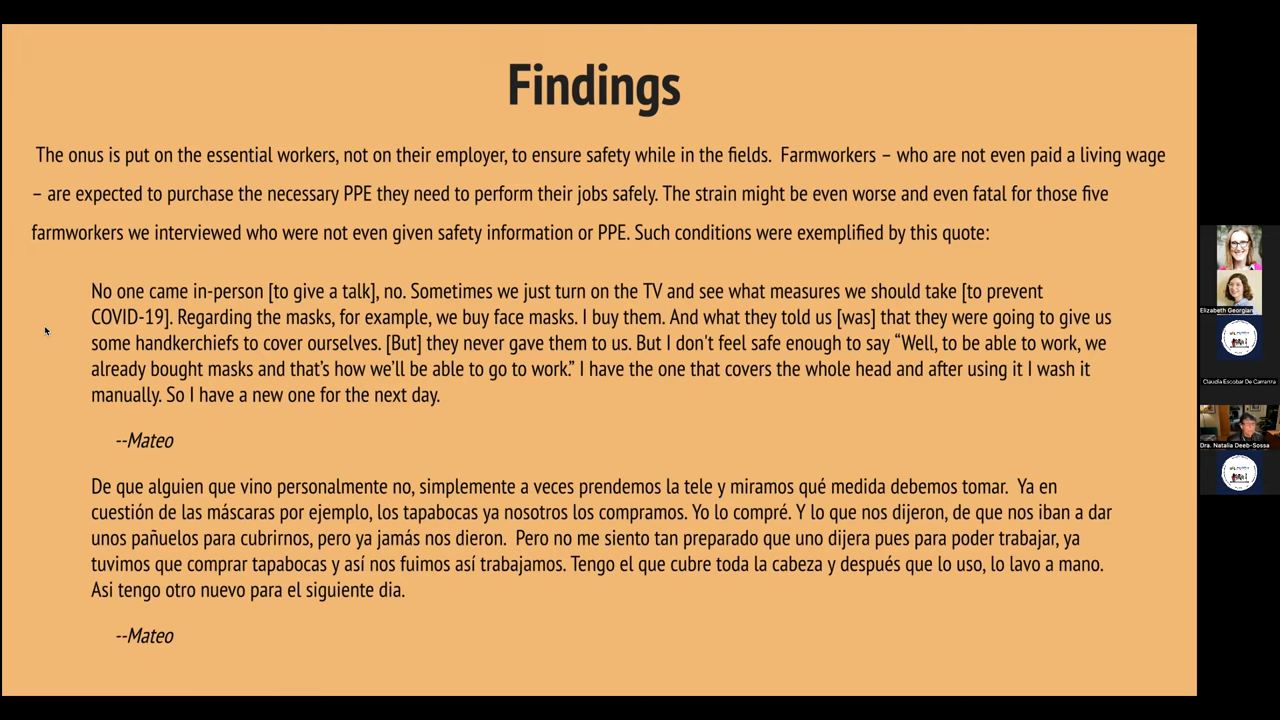 Findings
The onus is put on the essential workers, not on their employer, to ensure safety while in the fields.  Farmworkers – who are not even paid a living wage
– are expected to purchase the necessary PPE they need to perform their jobs safely. The strain might be even worse and even fatal for those five
farmworkers we interviewed who were not even given safety information or PPE. Such conditions were exemplified by this quote:
No one came in-person [to give a talk], no. Sometimes we just turn on the TV and see what measures we should take [to prevent
COVID-19]. Regarding the masks, for example, we buy face masks. I buy them. And what they told us [was] that they were going to give us
some handkerchiefs to cover ourselves. [But] they never gave them to us. But I don't feel safe enough to say “Well, to be able to work, we
already bought masks and that’s how we’ll be able to go to work.” I have the one that covers the whole head and after using it I wash it
manually. So I have a new one for the next day.
--Mateo
De que alguien que vino personalmente no, simplemente a veces prendemos la tele y miramos qué medida debemos tomar.  Ya en
cuestión de las máscaras por ejemplo, los tapabocas ya nosotros los compramos. Yo lo compré. Y lo que nos dijeron, de que nos iban a dar
unos pañuelos para cubrirnos, pero ya jamás nos dieron.  Pero no me siento tan preparado que uno dijera pues para poder trabajar, ya
tuvimos que comprar tapabocas y así nos fuimos así trabajamos. Tengo el que cubre toda la cabeza y después que lo uso, lo lavo a mano.
Asi tengo otro nuevo para el siguiente dia.
--Mateo
Elizabeth Georgian
Claudia Escobar De Carranza
Dra. Natalia Deeb-Sossa